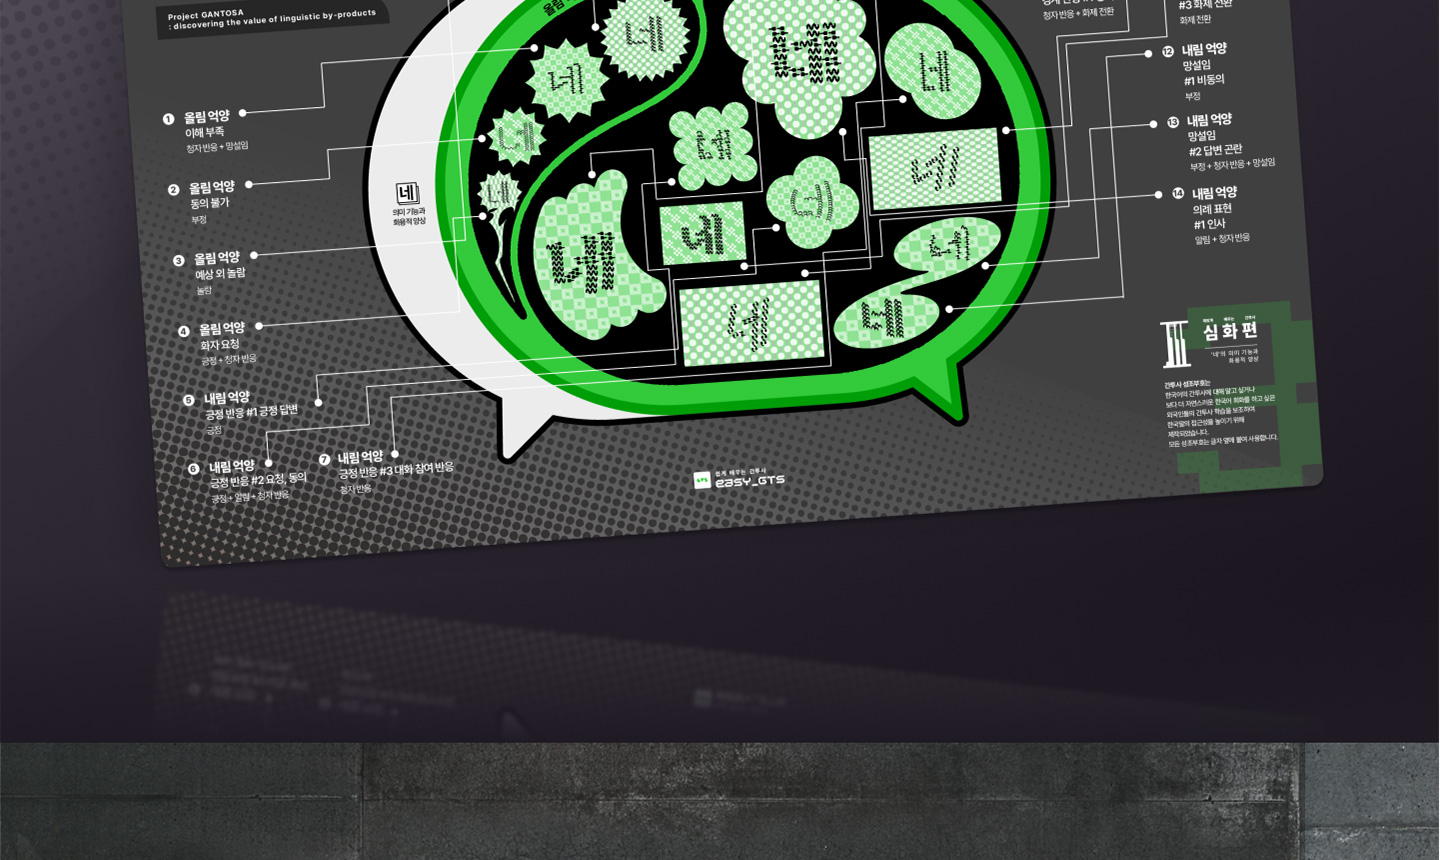 Project GANTOSA
: discovering the value of linguistic by-products
올림
청자 반응 + 화제 전환
#3 화제 전환
화제 전환
네
네
네
네
네
네
네
네
네
네
네
네
네
네
의미 기능과
화용적 양상
1 올림 억양
이해 부족
청자 반응 + 망설임
2 올림 억양
동의 불가
부정
3 올림 억양
예상 외 놀람
놀람
4 올림 억양
화자 요청
긍정 + 청자 반응
5 내림 억양
긍정 반응 #1 긍정 답변
긍정
6 내림 억양
긍정 반응 #2 요청, 동의
긍정 + 알림 + 청자 반응
7 내림 억양
긍정 반응 #3 대화 참여 반응
청자 반응
12 내림 억양
망설임
#1 비동의
부정
13 내림 억양
망설임
#2 답변 곤란
부정 + 청자 반응 + 망설임
14 내림 억양
의례 표현
#1 인사
알림 + 청자 반응
심화편
'네'의 의미 기능과
화용적 양상
간투사 성조부호는
한국어의 간투사에 대해 알고 싶거나
보다 더 자연스러운 한국어 회화를 하고 싶은
외국인들의 간투사 학습을 보조하여
한국말의 접근성을 높이기 위해
제작되었습니다.
모든 성조부호는 글자 옆에 붙여 사용합니다.
GTS
쉽게 배우는 간투사
easy_GTS